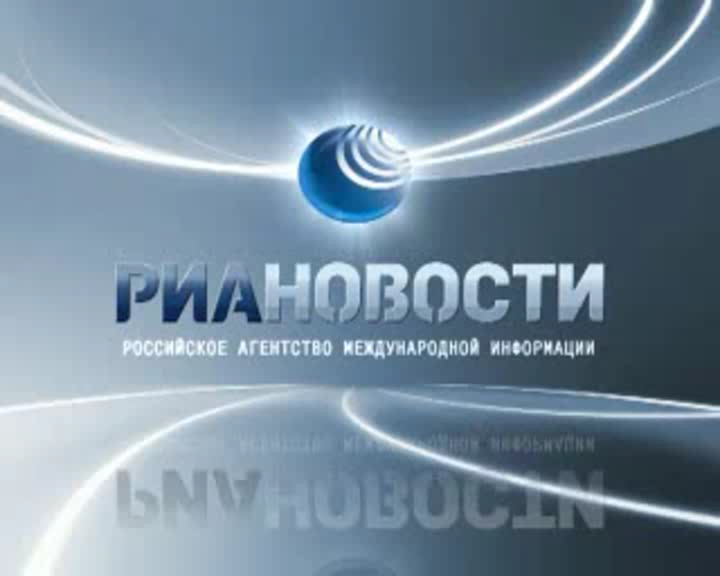 РИАНОВОСТИ
РОССИЙСКОЕ АГЕНТСТВО МЕЖДУНАРОДНОЙ ИНФОРМАЦИИ